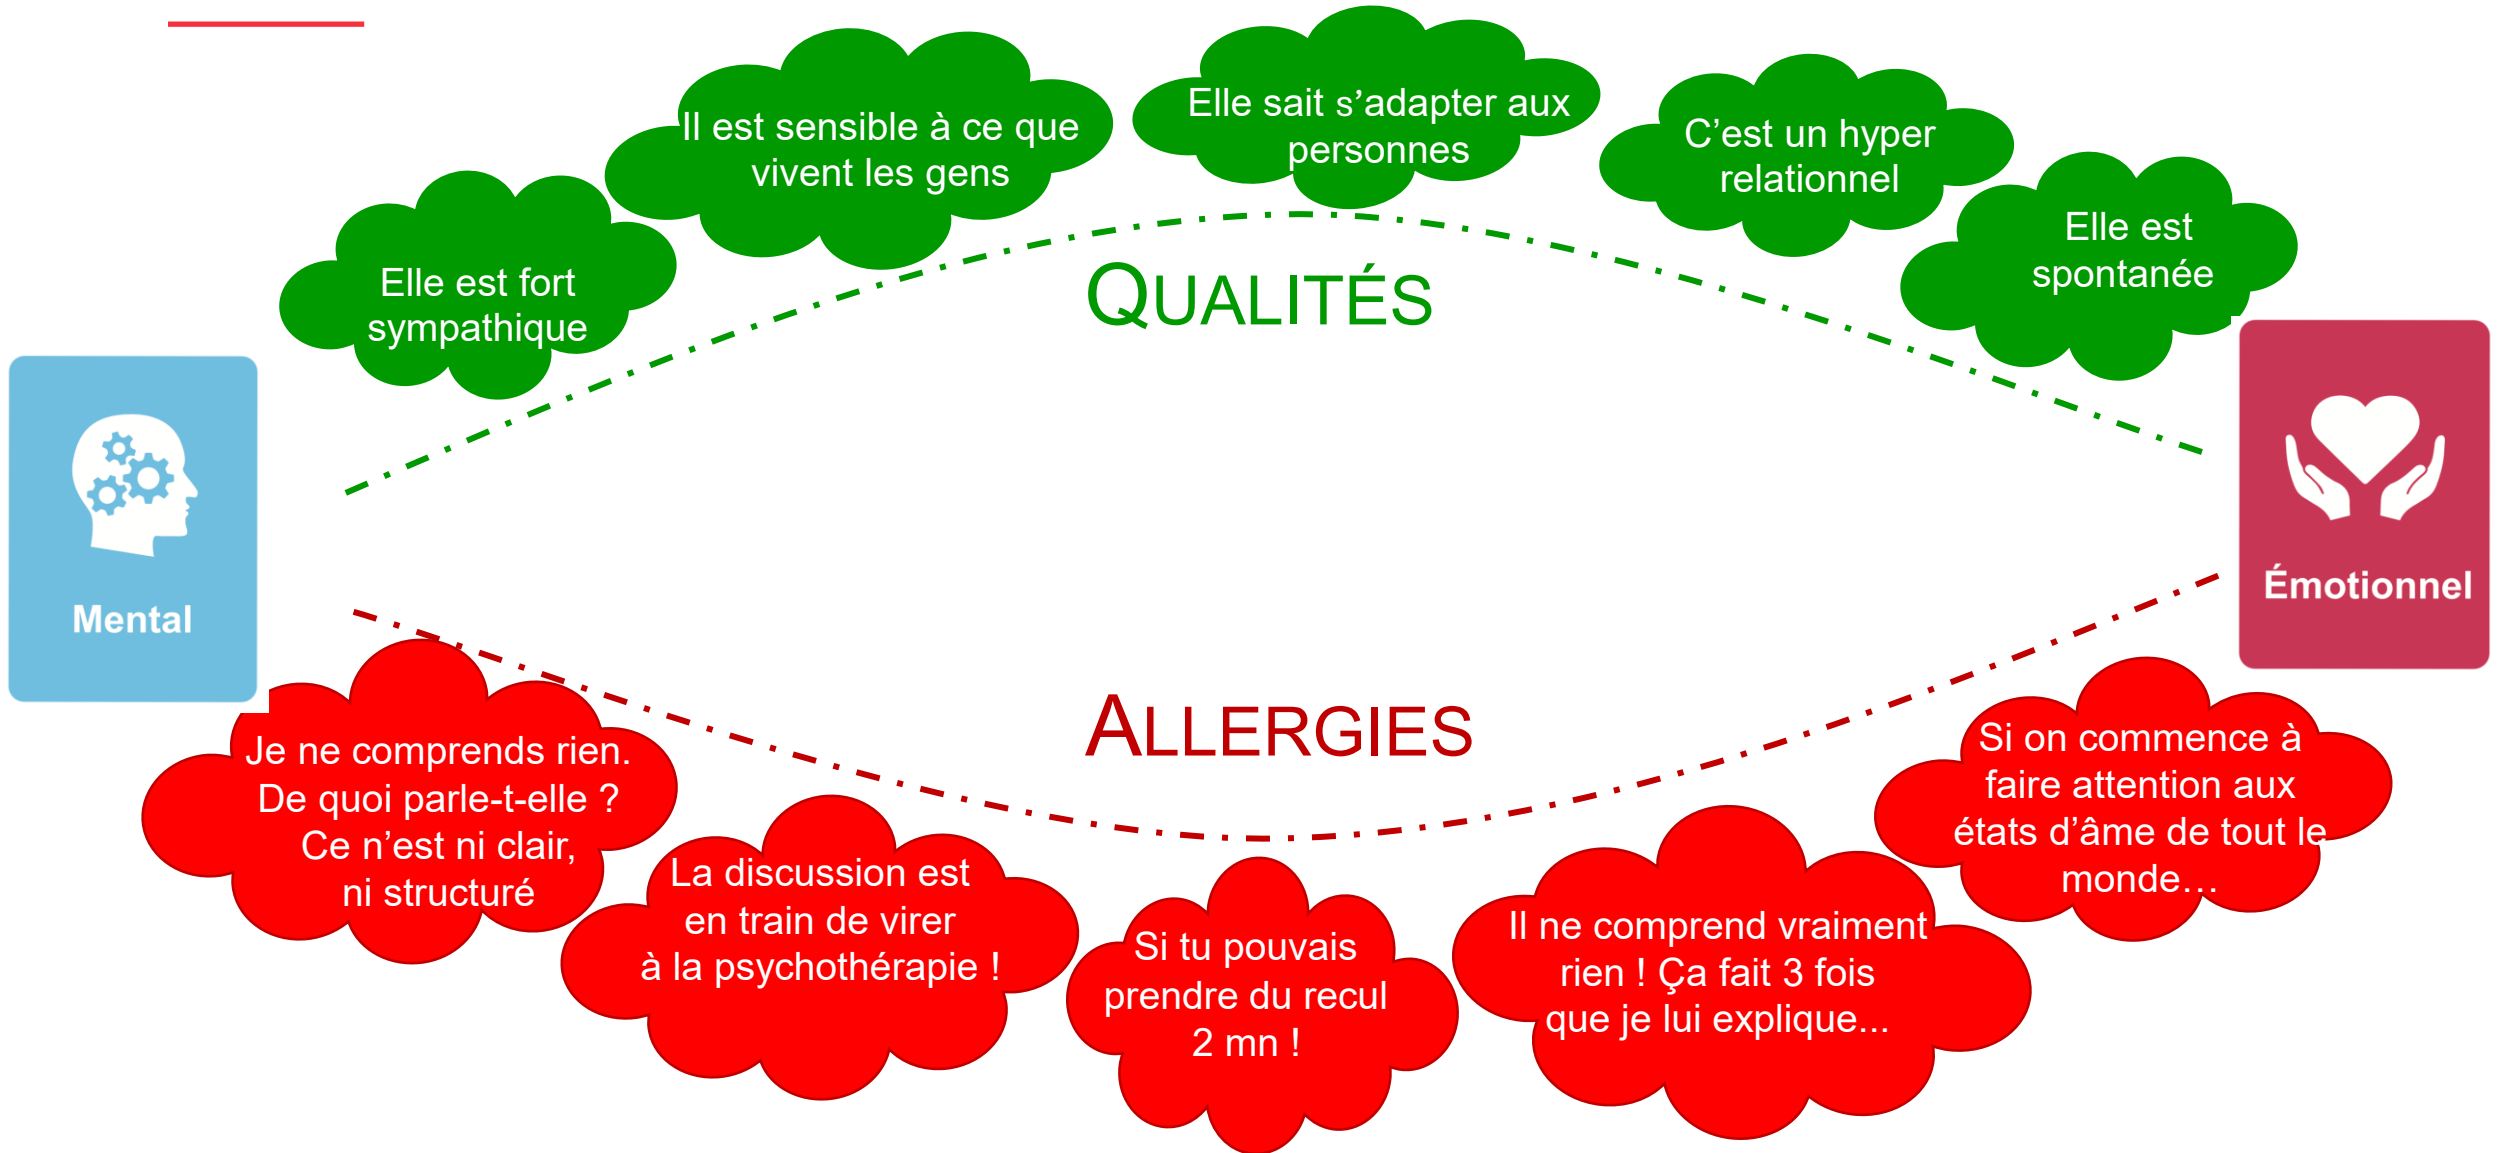 Elle est fort
sympathique
Il est sensible à ce que
vivent les gens
Elle sait s’adapter aux
personnes
C’est un hyper
relationnel
Elle est
spontanée
QUALITÉS
Mental
Émotionnel
ALLERGIES
Je ne comprends rien.
De quoi parle-t-elle ?
Ce n’est ni clair,
ni structuré
La discussion est
en train de virer
à la psychothérapie !
Si tu pouvais
prendre du recul
2 mn !
Il ne comprend vraiment
rien ! Ça fait 3 fois
que je lui explique...
Si on commence à
faire attention aux
états d’âme de tout le
monde…